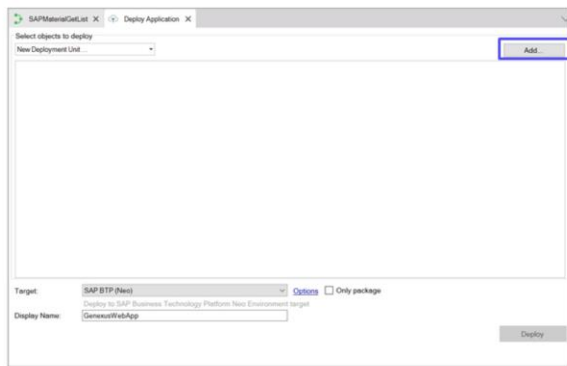 SAPMaterialGetList X Deploy Application X
Select objects to deploy
New Deployment Unit ...
Add...
Target: SAP BTP (Neo) Options Only package
Deploy to SAP Business Technology Platform Neo Environment target
Display Name: GenexusWebApp
Deploy